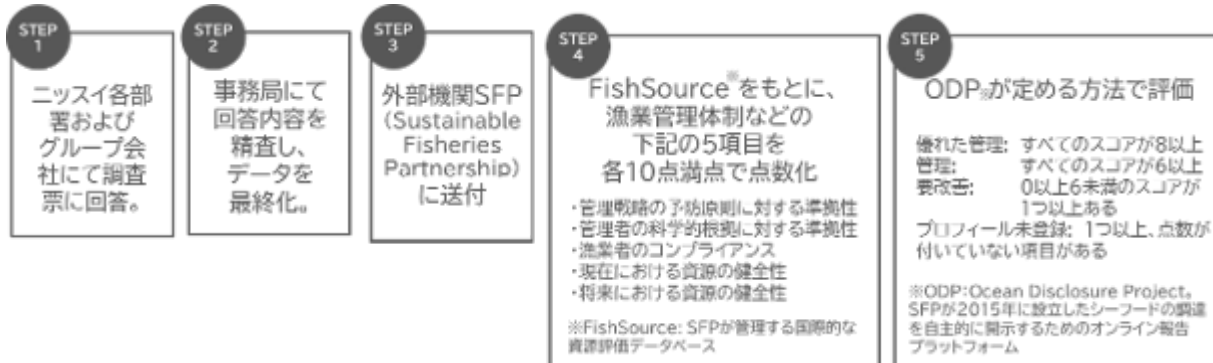 STEP
1
ニッスイ各部
署および
グループ会
社にて調査
票に回答。
STEP
2
事務局にて
回答内容を
精査し、
データを
最終化。
STEP
3
外部機関SFP
(Sustainable
Fisheries
Partnership)
に送付
STEP
4
FishSource※をもとに、
漁業管理体制などの
下記の5項目を
各10点満点で点数化
・管理戦略の予防原則に対する準拠性
・管理者の科学的根拠に対する準拠性
・漁業者のコンプライアンス
・現在における資源の健全性
・将来における資源の健全性
※FishSource: SFPが管理する国際的な
資源評価データベース
STEP
5
ODP※が定める方法で評価
優れた管理: すべてのスコアが8以上
管理: すべてのスコアが6以上
要改善: 0以上6未満のスコアが
1つ以上ある
プロフィール未登録: 1つ以上、点数が
付いていない項目がある
※ODP:Ocean Disclosure Project。
SFPが2015年に設立したシーフードの調達
を自主的に開示するためのオンライン報告
プラットフォーム